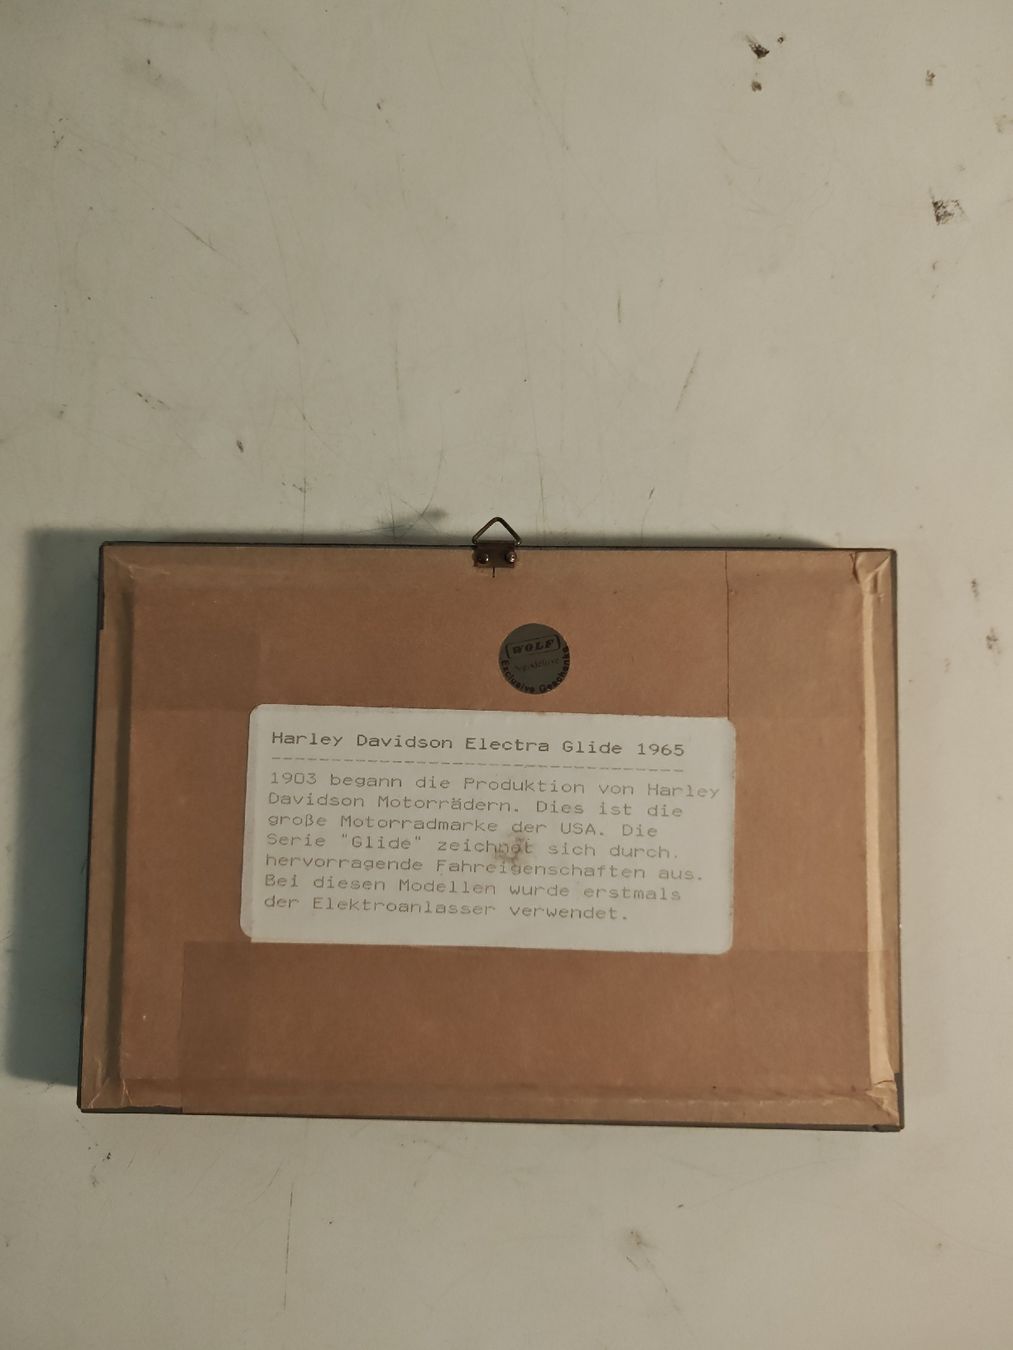 WOLF
Exclusive Geschenke
Harley Davidson Electra Glide 1965
----------------------------------
1903 begann die Produktion von Harley
Davidson Motorrädern. Dies ist die
große Motorradmarke der USA. Die
Serie "Glide" zeichnet sich durch.
hervorragende Fahreigenschaften aus.
Bei diesen Modellen wurde erstmals
der Elektroanlasser verwendet.